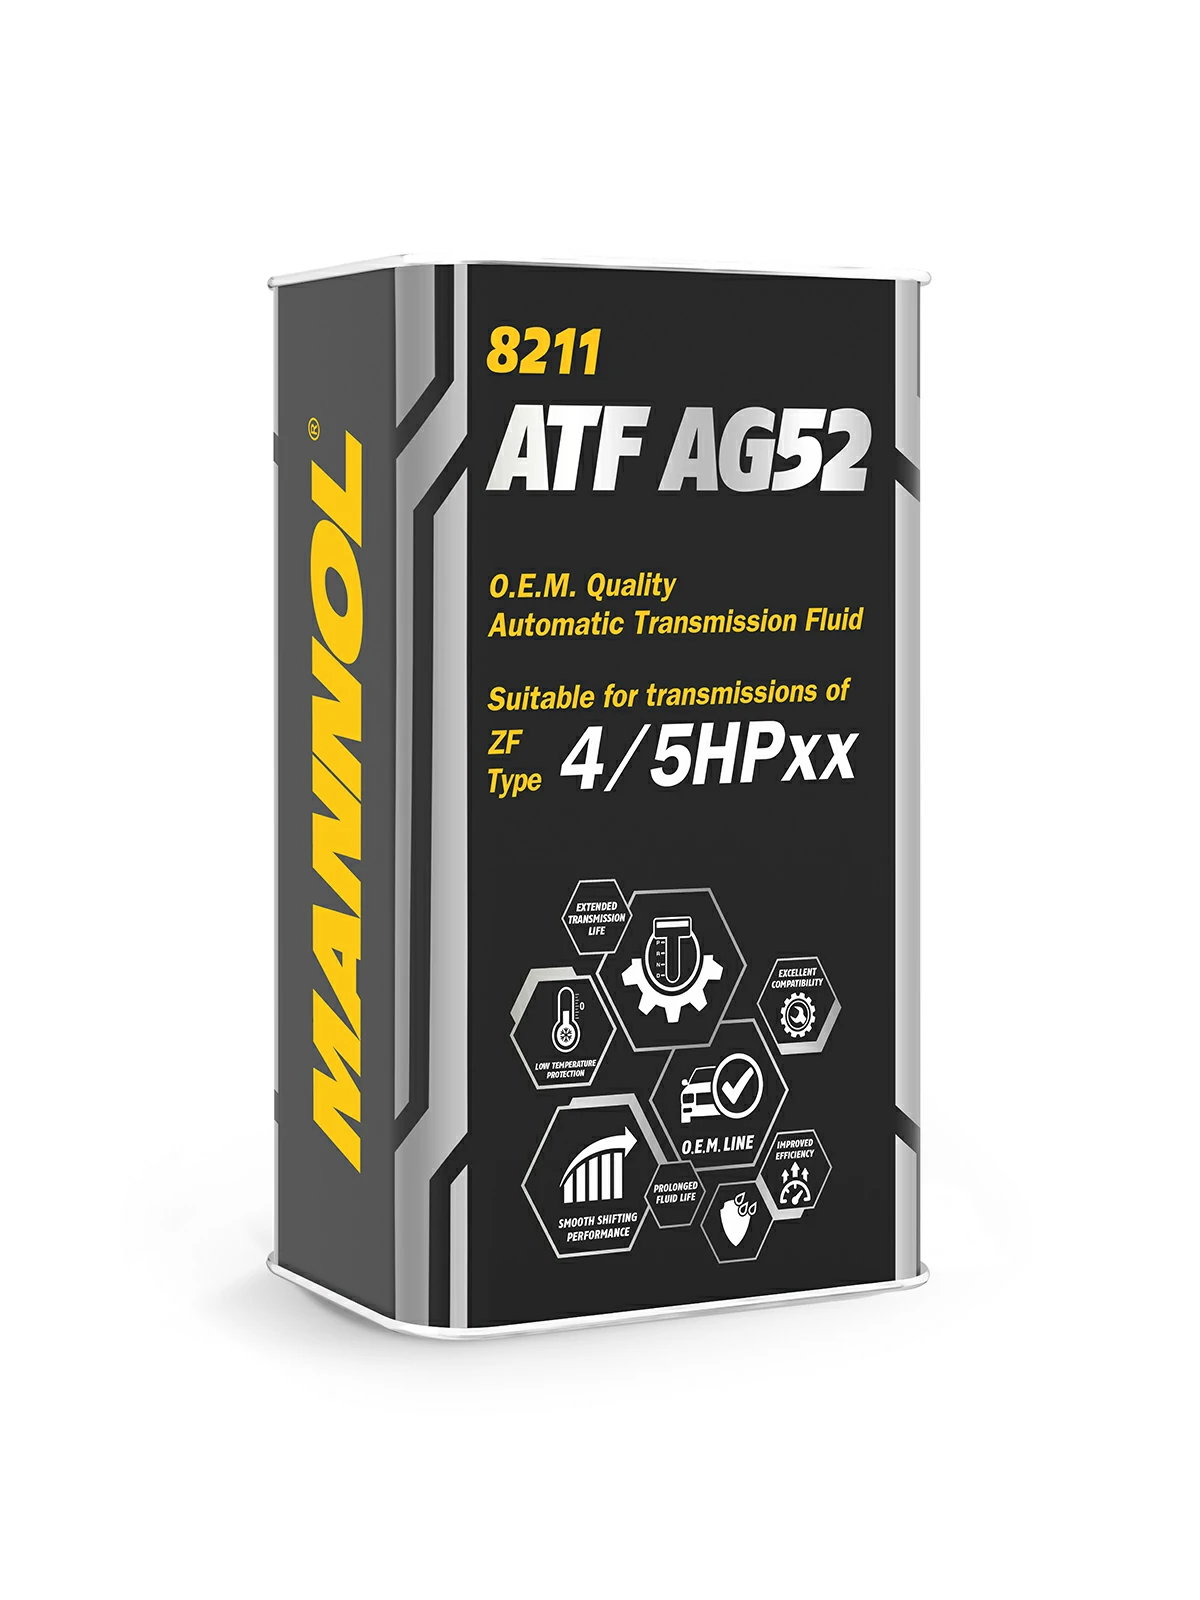 8211
ATF AG52
O.E.M. Quality
Automatic Transmission Fluid
Suitable for transmissions of
ZF
Type
4/5HPxx
MANNOL®
EXTENDED
TRANSMISSION
LIFE
P
R
N
D
EXCELLENT
COMPATIBILITY
0
LOW TEMPERATURE
PROTECTION
O.E.M. LINE
IMPROVED
EFFICIENCY
PROLONGED
FLUID LIFE
SMOOTH SHIFTING
PERFORMANCE